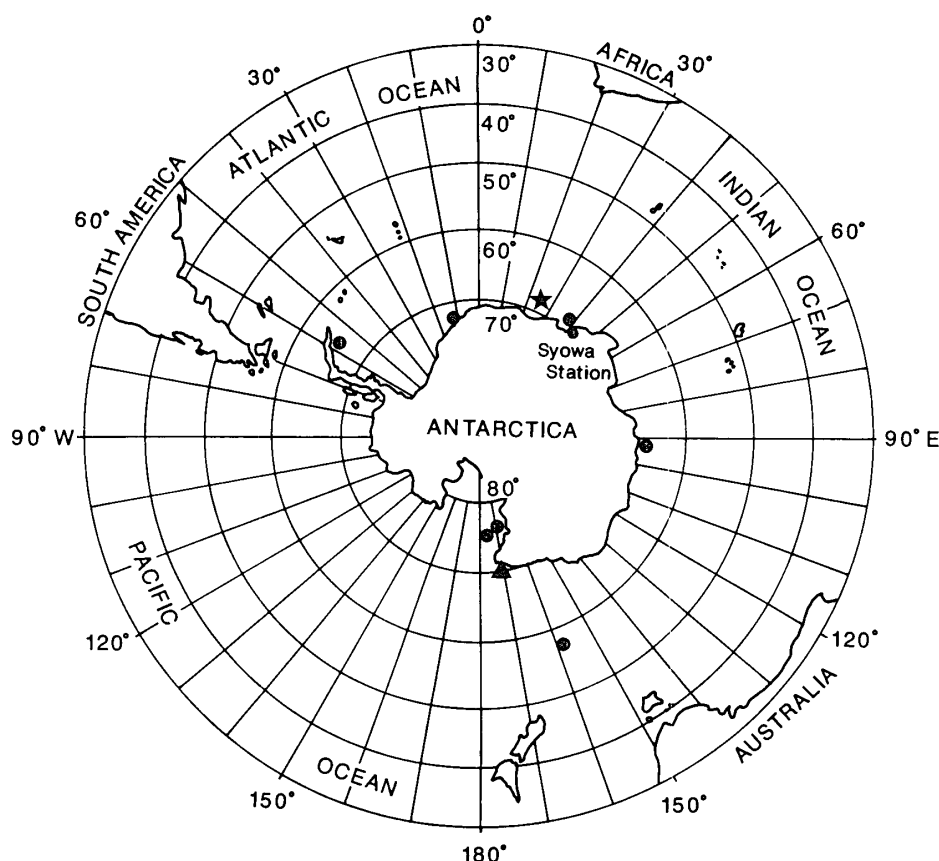 0°
30°
30°
AFRICA
30°
OCEAN
ATLANTIC
40°
50°
60°
70°
INDIAN
OCEAN
60°
SOUTH AMERICA
60°
Syowa
Station
90° W
ANTARCTICA
90° E
80°
PACIFIC
OCEAN
120°
120°
AUSTRALIA
150°
150°
180°